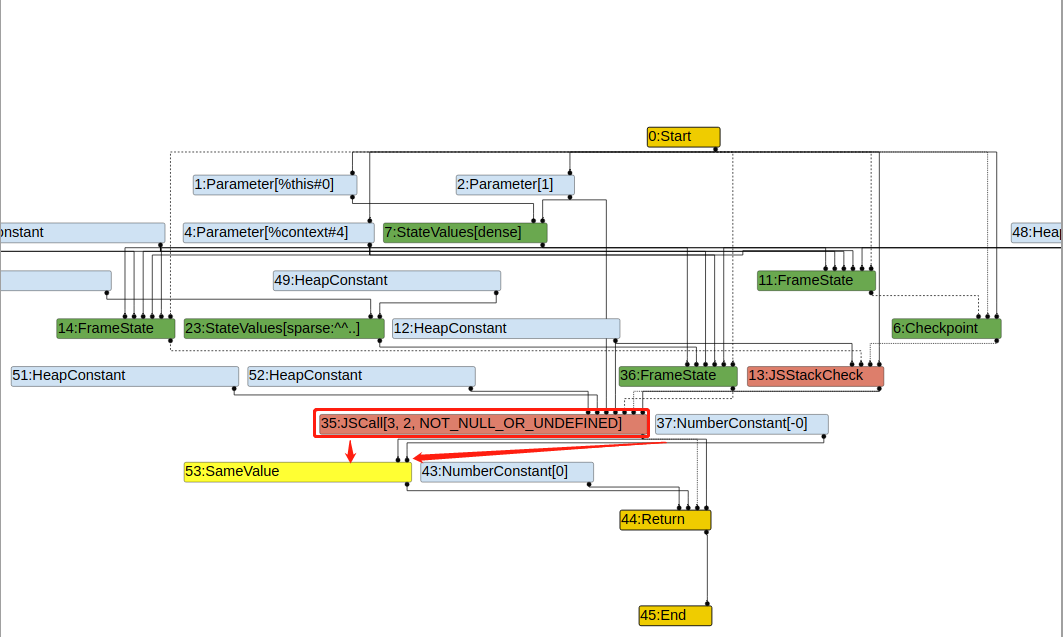 0:Start
1:Parameter[%this#0]
2:Parameter[1]
nstant
4:Parameter[%context#4]
7:StateValues[dense]
48:Hea
49:HeapConstant
11:FrameState
14:FrameState
23:StateValues[sparse:^^..]
12:HeapConstant
6:Checkpoint
51:HeapConstant
52:HeapConstant
36:FrameState
13:JSStackCheck
35:JSCall[3, 2, NOT_NULL_OR_UNDEFINED]
37:NumberConstant[-0]
53:SameValue
43:NumberConstant[0]
44:Return
45:End